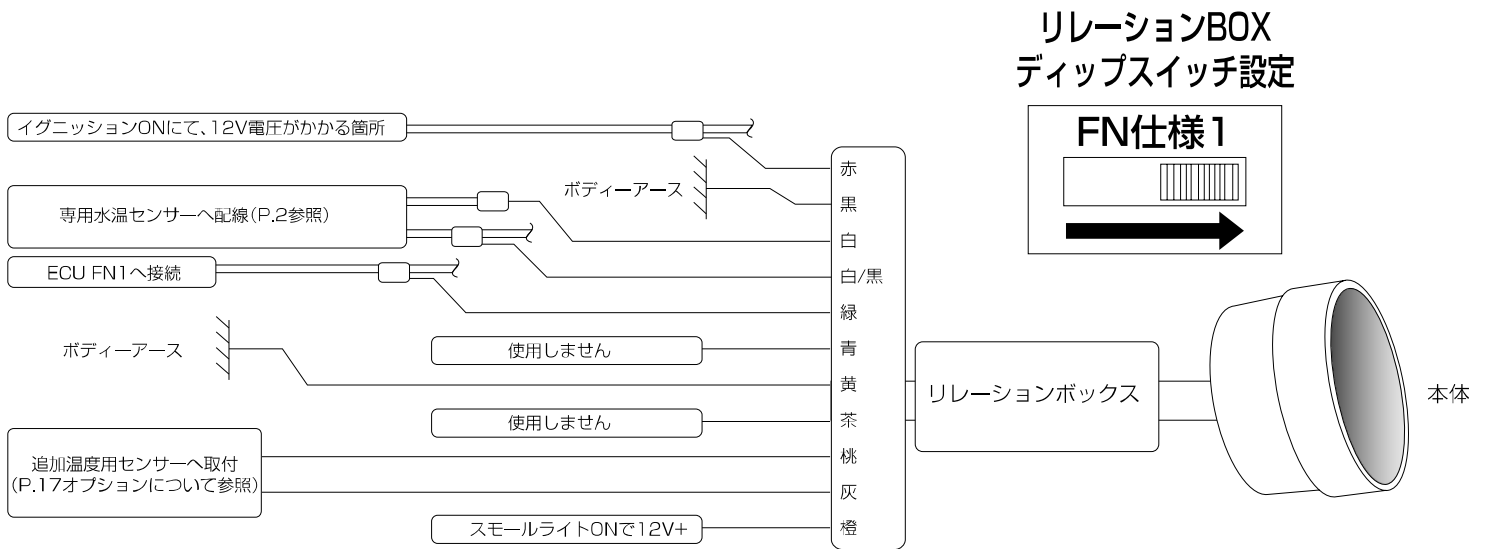 リレーションBOX
ディップスイッチ設定
FN仕様1
イグニッションONにて、12V電圧がかかる箇所
赤
ボディーアース
黒
専用水温センサーへ配線(P.2参照)
白
白/黒
ECU FN1へ接続
緑
ボディーアース
使用しません
青
黄
リレーションボックス
本体
使用しません
茶
追加温度用センサーへ取付
(P.17オプションについて参照)
桃
灰
スモールライトONで12V+
橙